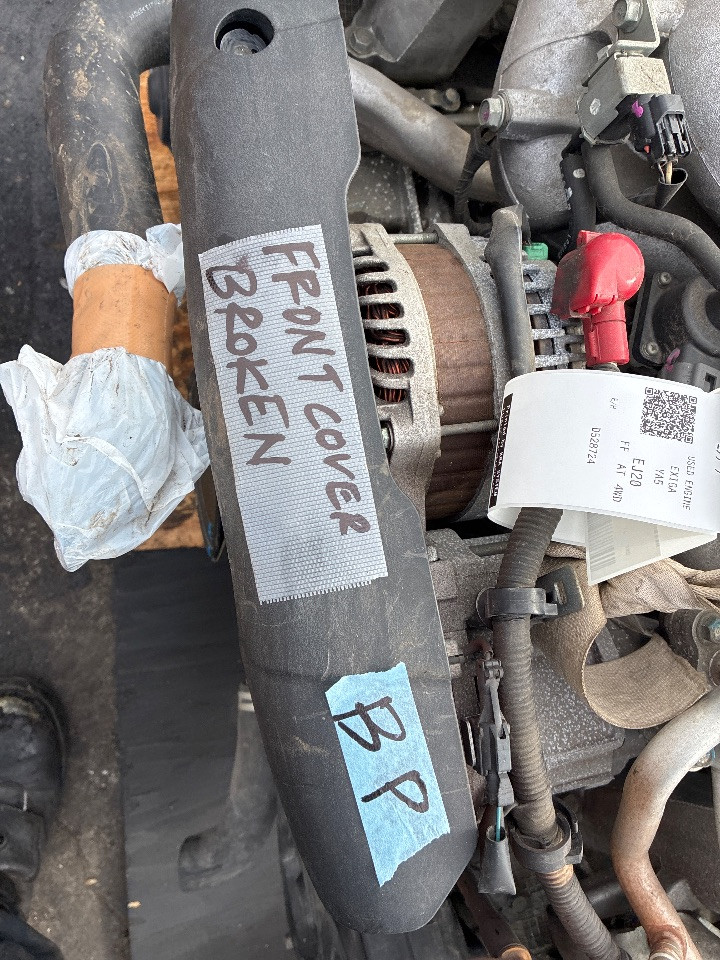 FRONT COVER
BROKEN
BP
USED ENGINE
EXIGA
YA5
EJ20
FF AT 4WD
D528724